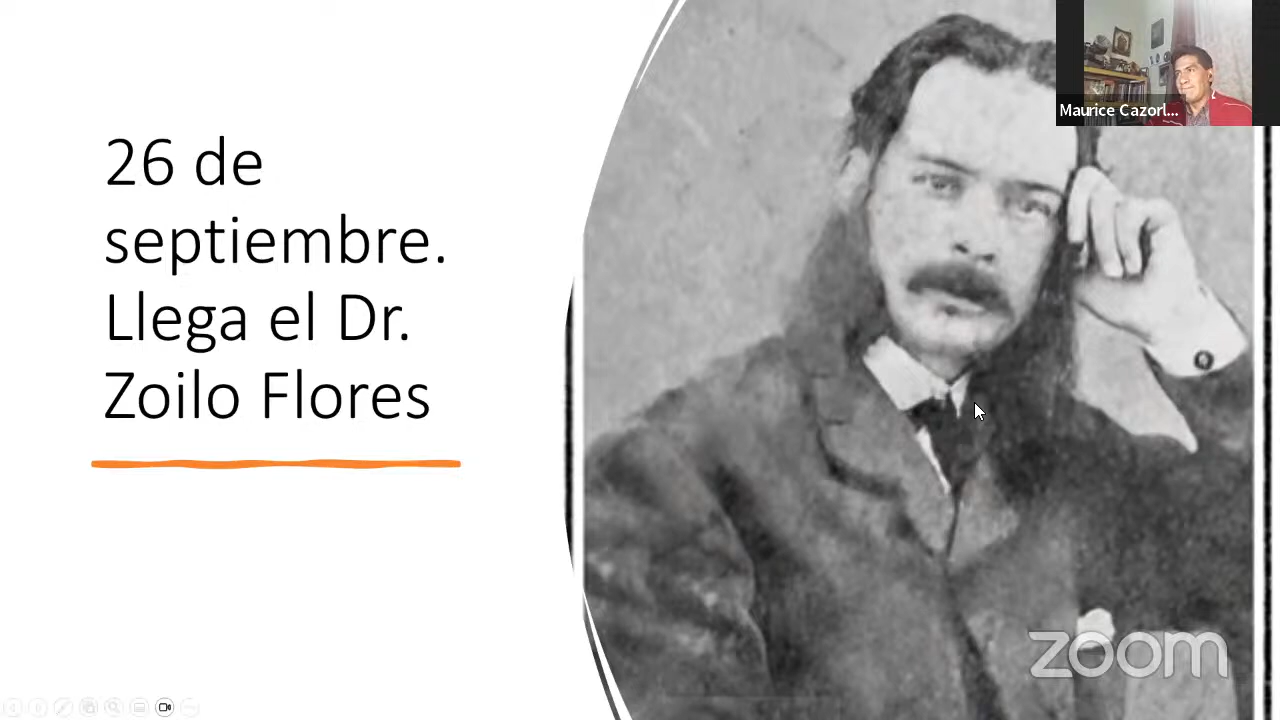 26 de
septiembre.
Llega el Dr.
Zoilo Flores
Maurice Cazorl...
zoom